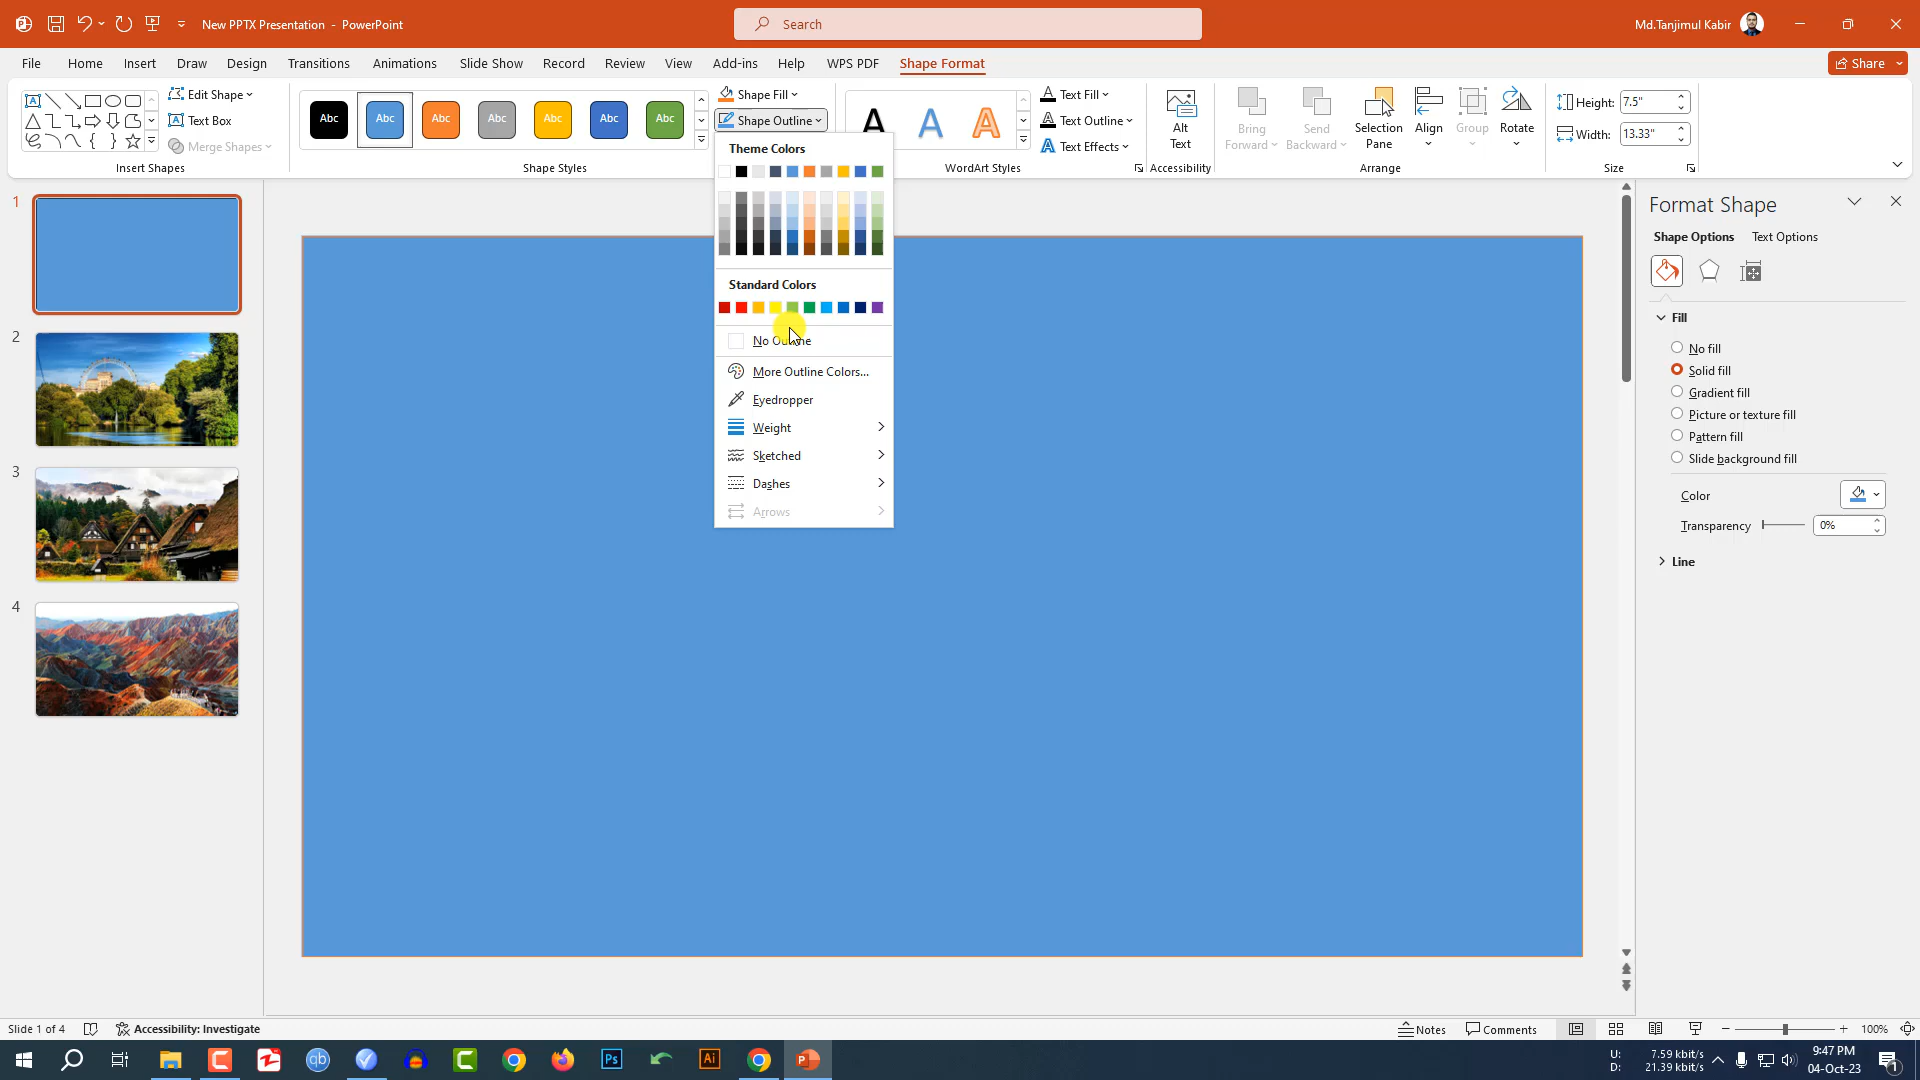 New PPTX Presentation - PowerPoint
Search
Md.Tanjimul Kabir
File Home Insert Draw Design Transitions Animations Slide Show Record Review View Add-ins Help WPS PDF Shape Format
Share
Edit Shape
Text Box
Merge Shapes
Insert Shapes
Abc Abc Abc Abc Abc Abc Abc
Shape Styles
Shape Fill
Shape Outline
A A A
WordArt Styles
Text Fill
Text Outline
Text Effects
Alt Text
Accessibility
Bring Forward
Send Backward
Selection Pane
Align
Group
Rotate
Arrange
Height: 7.5"
Width: 13.33"
Size
Theme Colors
Standard Colors
No Outline
More Outline Colors...
Eyedropper
Weight
Sketched
Dashes
Arrows
1
2
3
4
Format Shape
Shape Options Text Options
Fill
No fill
Solid fill
Gradient fill
Picture or texture fill
Pattern fill
Slide background fill
Color
Transparency 0%
Line
Slide 1 of 4
Accessibility: Investigate
Notes
Comments
100%
qb
Ps
Ai
U: 7.59 kbit/s
D: 21.39 kbit/s
9:47 PM
04-Oct-23
1